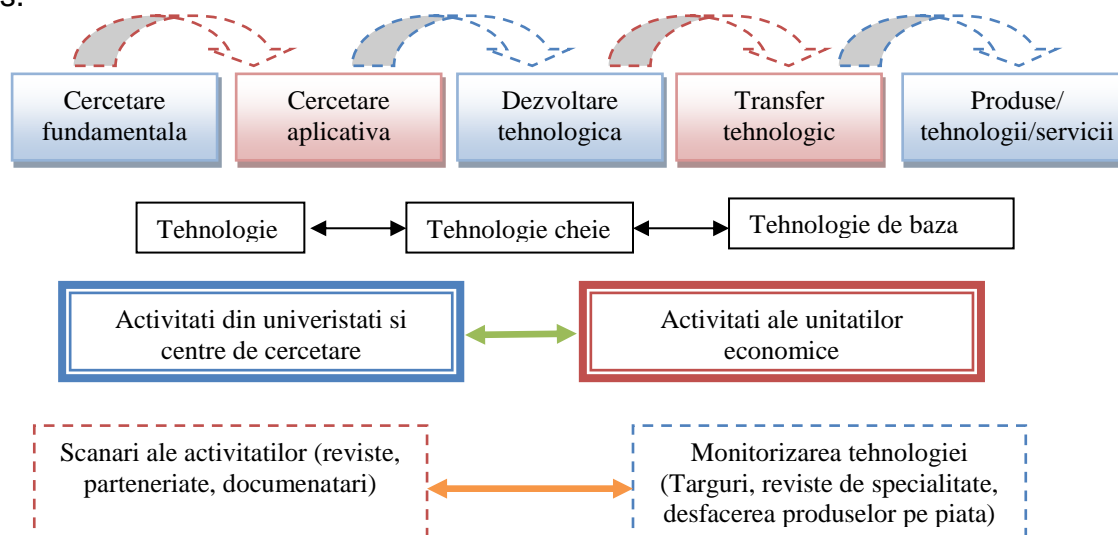 s.
Cercetare
fundamentala
Cercetare
aplicativa
Dezvoltare
tehnologica
Transfer
tehnologic
Produse/
tehnologii/servicii
Tehnologie
Tehnologie cheie
Tehnologie de baza
Activitati din univeristati si
centre de cercetare
Activitati ale unitatilor
economice
Scanari ale activitatilor (reviste,
parteneriate, documenatari)
Monitorizarea tehnologiei
(Targuri, reviste de specialitate,
desfacerea produselor pe piata)